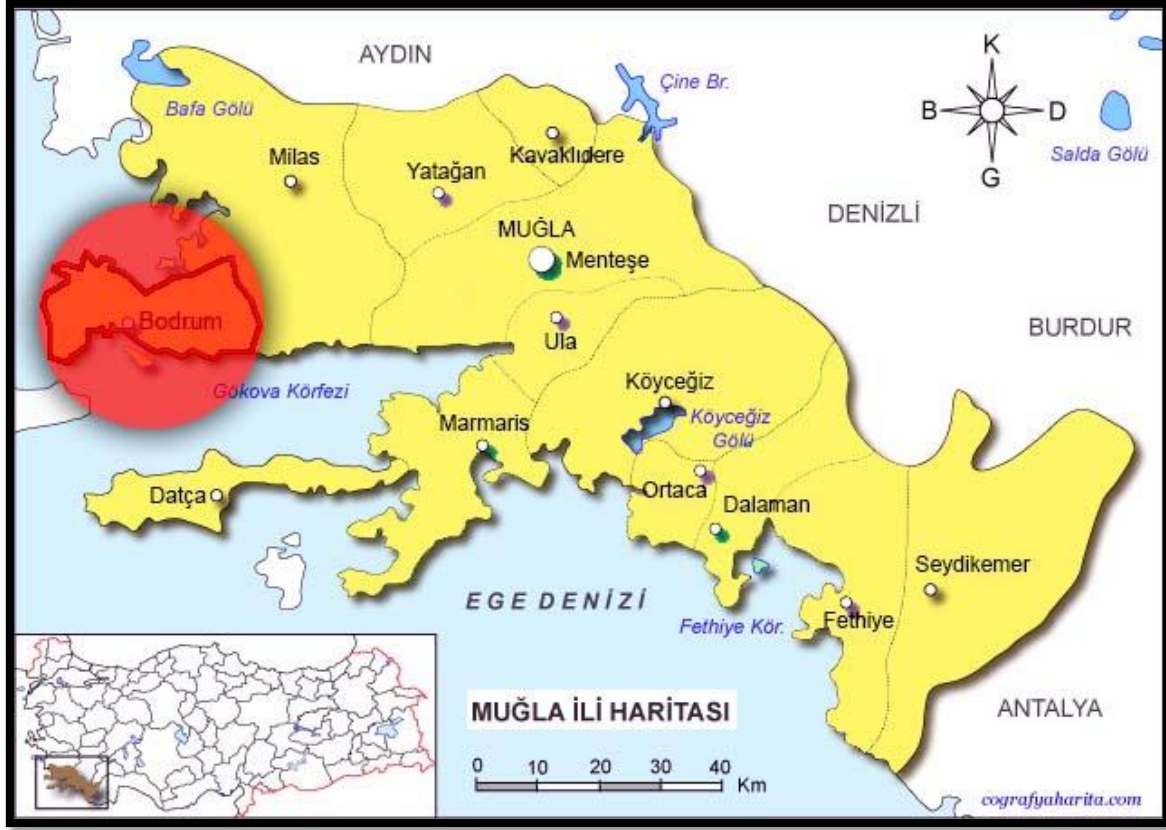 AYDIN
K
B
D
G
Bafa Gölü
Çine Br.
Salda Gölü
Milas
Yatağan
Kavaklıdere
DENİZLİ
MUĞLA
Menteşe
BURDUR
Bodrum
Ula
Gökova Körfezi
Köyceğiz
Köyceğiz
Gölü
Marmaris
Datça
Ortaca
Dalaman
Seydikemer
EGE DENİZİ
Fethiye Kör.
Fethiye
ANTALYA
MUĞLA İLİ HARİTASI
0 10 20 30 40
Km
cografyaharita.com